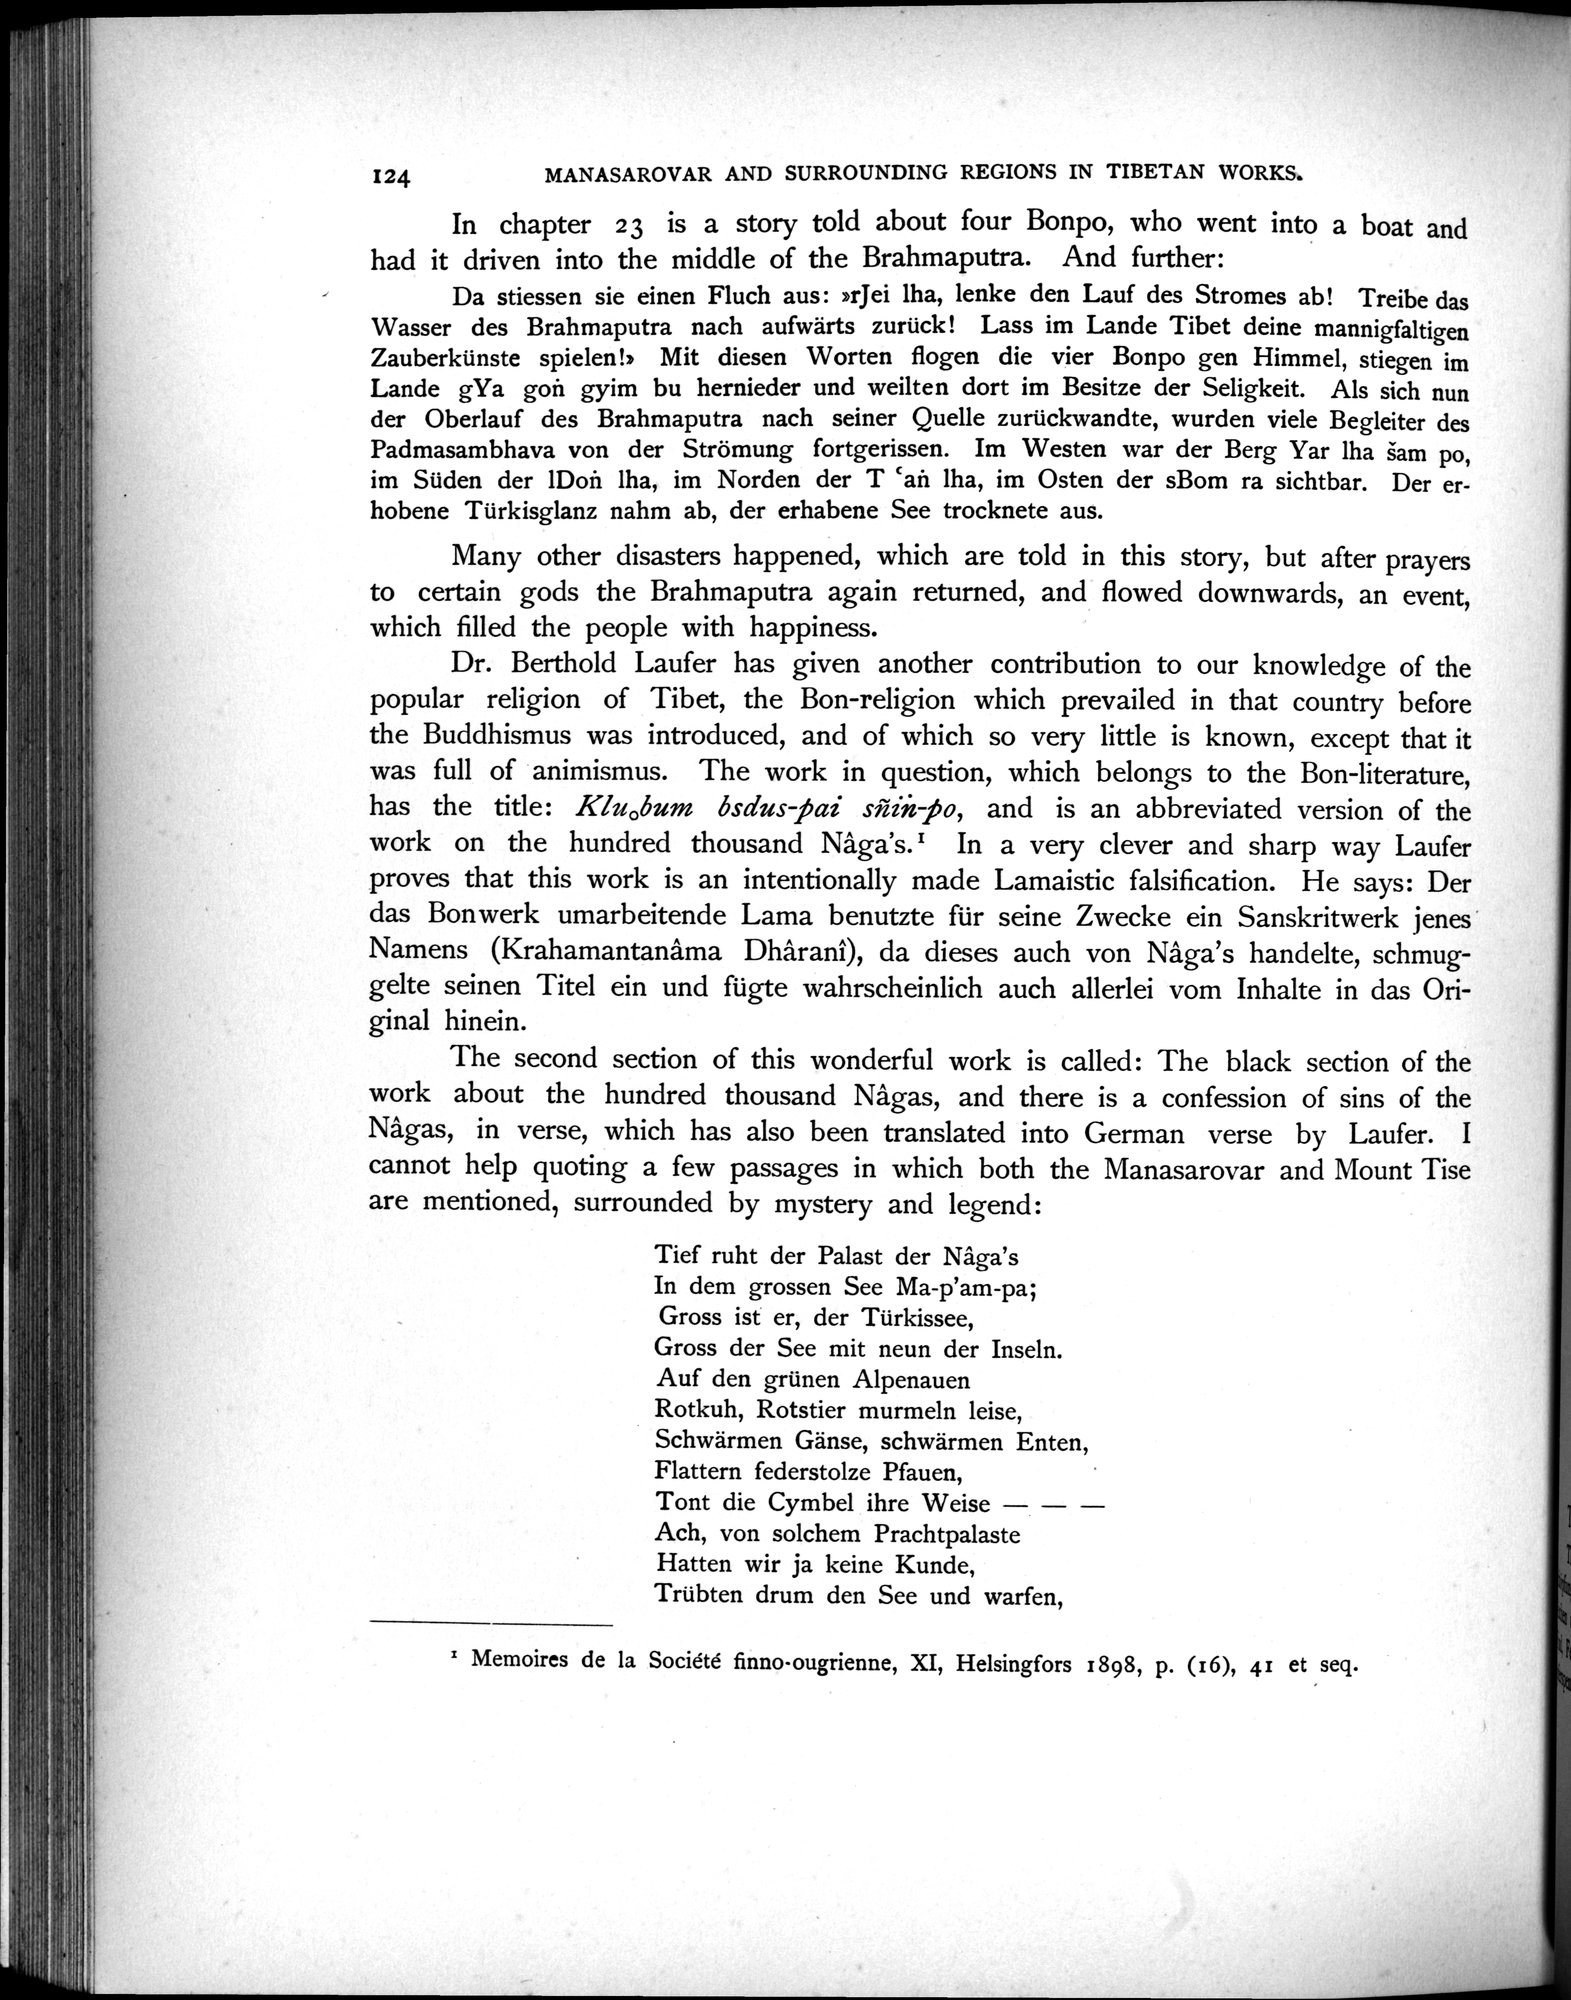 124 MANASAROVAR AND SURROUNDING REGIONS IN TIBETAN WORKS.
In chapter 23 is a story told about four Bonpo, who went into a boat and
had it driven into the middle of the Brahmaputra. And further:
Da stiessen sie einen Fluch aus: »rJei lha, lenke den Lauf des Stromes ab! Treibe das
Wasser des Brahmaputra nach aufwärts zurück! Lass im Lande Tibet deine mannigfaltigen
Zauberkünste spielen!» Mit diesen Worten flogen die vier Bonpo gen Himmel, stiegen im
Lande gYa goṅ gyim bu hernieder und weilten dort im Besitze der Seligkeit. Als sich nun
der Oberlauf des Brahmaputra nach seiner Quelle zurückwandte, wurden viele Begleiter des
Padmasambhava von der Strömung fortgerissen. Im Westen war der Berg Yar lha šam po,
im Süden der lDoṅ lha, im Norden der T ʿaṅ lha, im Osten der sBom ra sichtbar. Der er-
hobene Türkisglanz nahm ab, der erhabene See trocknete aus.
Many other disasters happened, which are told in this story, but after prayers
to certain gods the Brahmaputra again returned, and flowed downwards, an event,
which filled the people with happiness.
Dr. Berthold Laufer has given another contribution to our knowledge of the
popular religion of Tibet, the Bon-religion which prevailed in that country before
the Buddhismus was introduced, and of which so very little is known, except that it
was full of animismus. The work in question, which belongs to the Bon-literature,
has the title: Klu₀bum bsdus-pai sñiṅ-po, and is an abbreviated version of the
work on the hundred thousand Nâga's.¹ In a very clever and sharp way Laufer
proves that this work is an intentionally made Lamaistic falsification. He says: Der
das Bonwerk umarbeitende Lama benutzte für seine Zwecke ein Sanskritwerk jenes
Namens (Krahamantanâma Dhâranî), da dieses auch von Nâga's handelte, schmug-
gelte seinen Titel ein und fügte wahrscheinlich auch allerlei vom Inhalte in das Ori-
ginal hinein.
The second section of this wonderful work is called: The black section of the
work about the hundred thousand Nâgas, and there is a confession of sins of the
Nâgas, in verse, which has also been translated into German verse by Laufer. I
cannot help quoting a few passages in which both the Manasarovar and Mount Tise
are mentioned, surrounded by mystery and legend:
Tief ruht der Palast der Nâga's
In dem grossen See Ma-p'am-pa;
Gross ist er, der Türkissee,
Gross der See mit neun der Inseln.
Auf den grünen Alpenauen
Rotkuh, Rotstier murmeln leise,
Schwärmen Gänse, schwärmen Enten,
Flattern federstolze Pfauen,
Tont die Cymbel ihre Weise — — —
Ach, von solchem Prachtpalaste
Hatten wir ja keine Kunde,
Trübten drum den See und warfen,
¹ Memoires de la Société finno-ougrienne, XI, Helsingfors 1898, p. (16), 41 et seq.